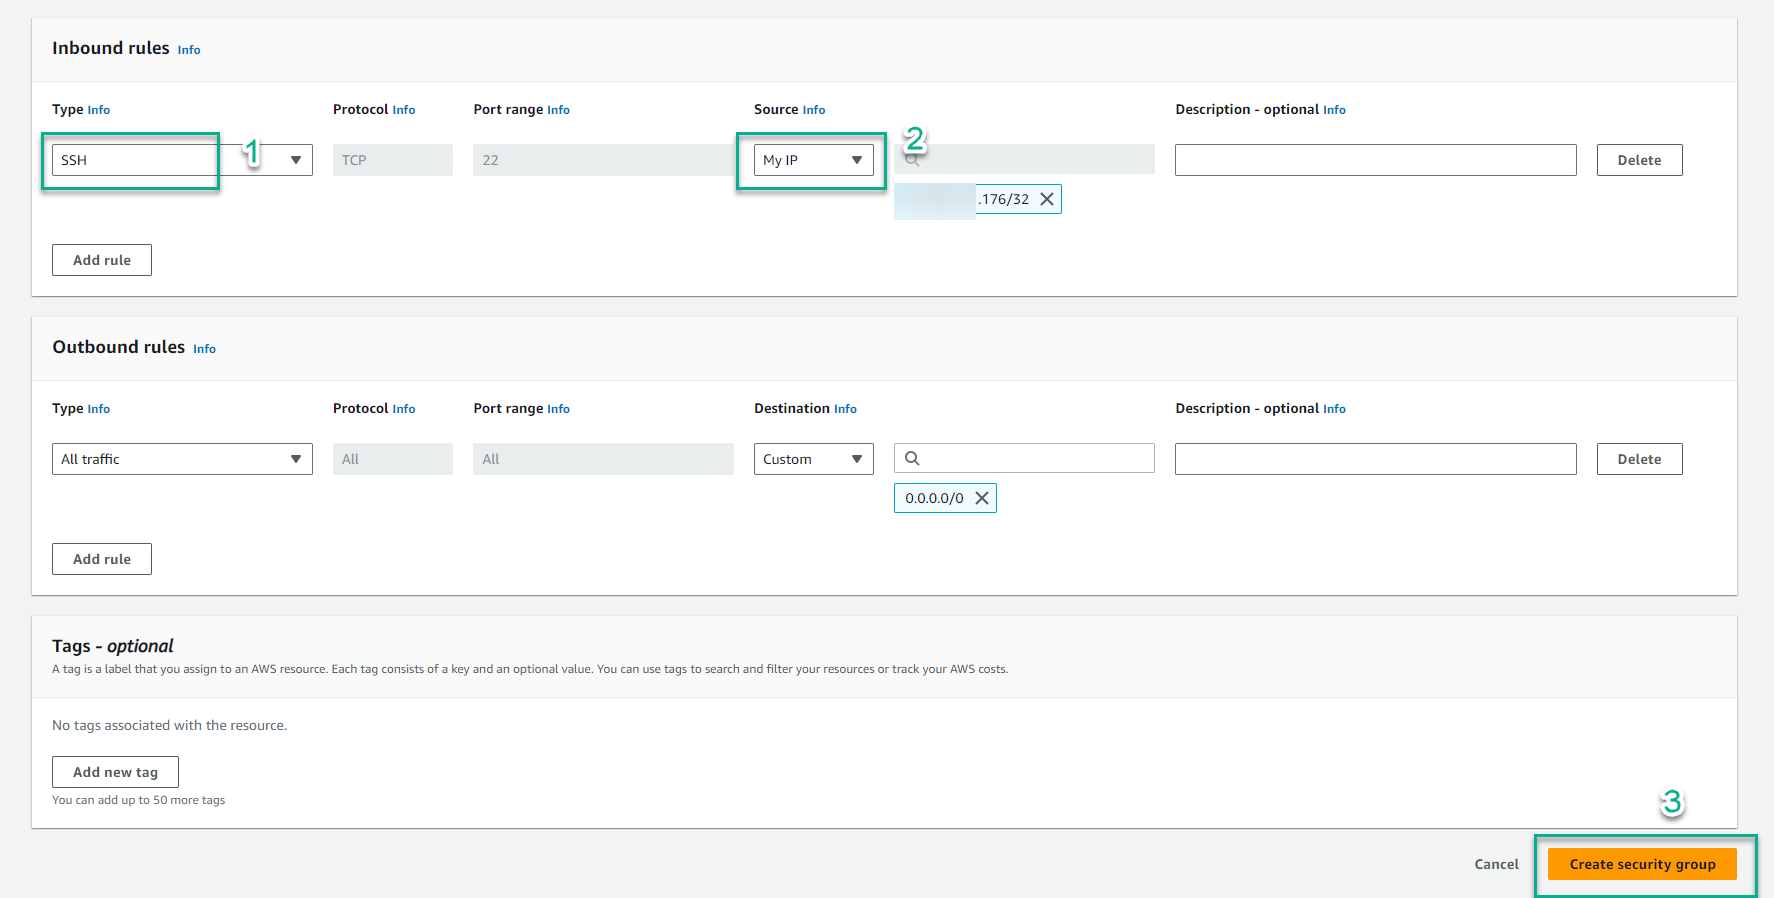 Inbound rules Info
Type Info Protocol Info Port range Info Source Info Description - optional Info
SSH 1 TCP 22 My IP 2 Delete
.176/32
Add rule
Outbound rules Info
Type Info Protocol Info Port range Info Destination Info Description - optional Info
All traffic All All Custom Delete
0.0.0.0/0
Add rule
Tags - optional
A tag is a label that you assign to an AWS resource. Each tag consists of a key and an optional value. You can use tags to search and filter your resources or track your AWS costs.
No tags associated with the resource.
Add new tag
You can add up to 50 more tags
3
Cancel Create security group